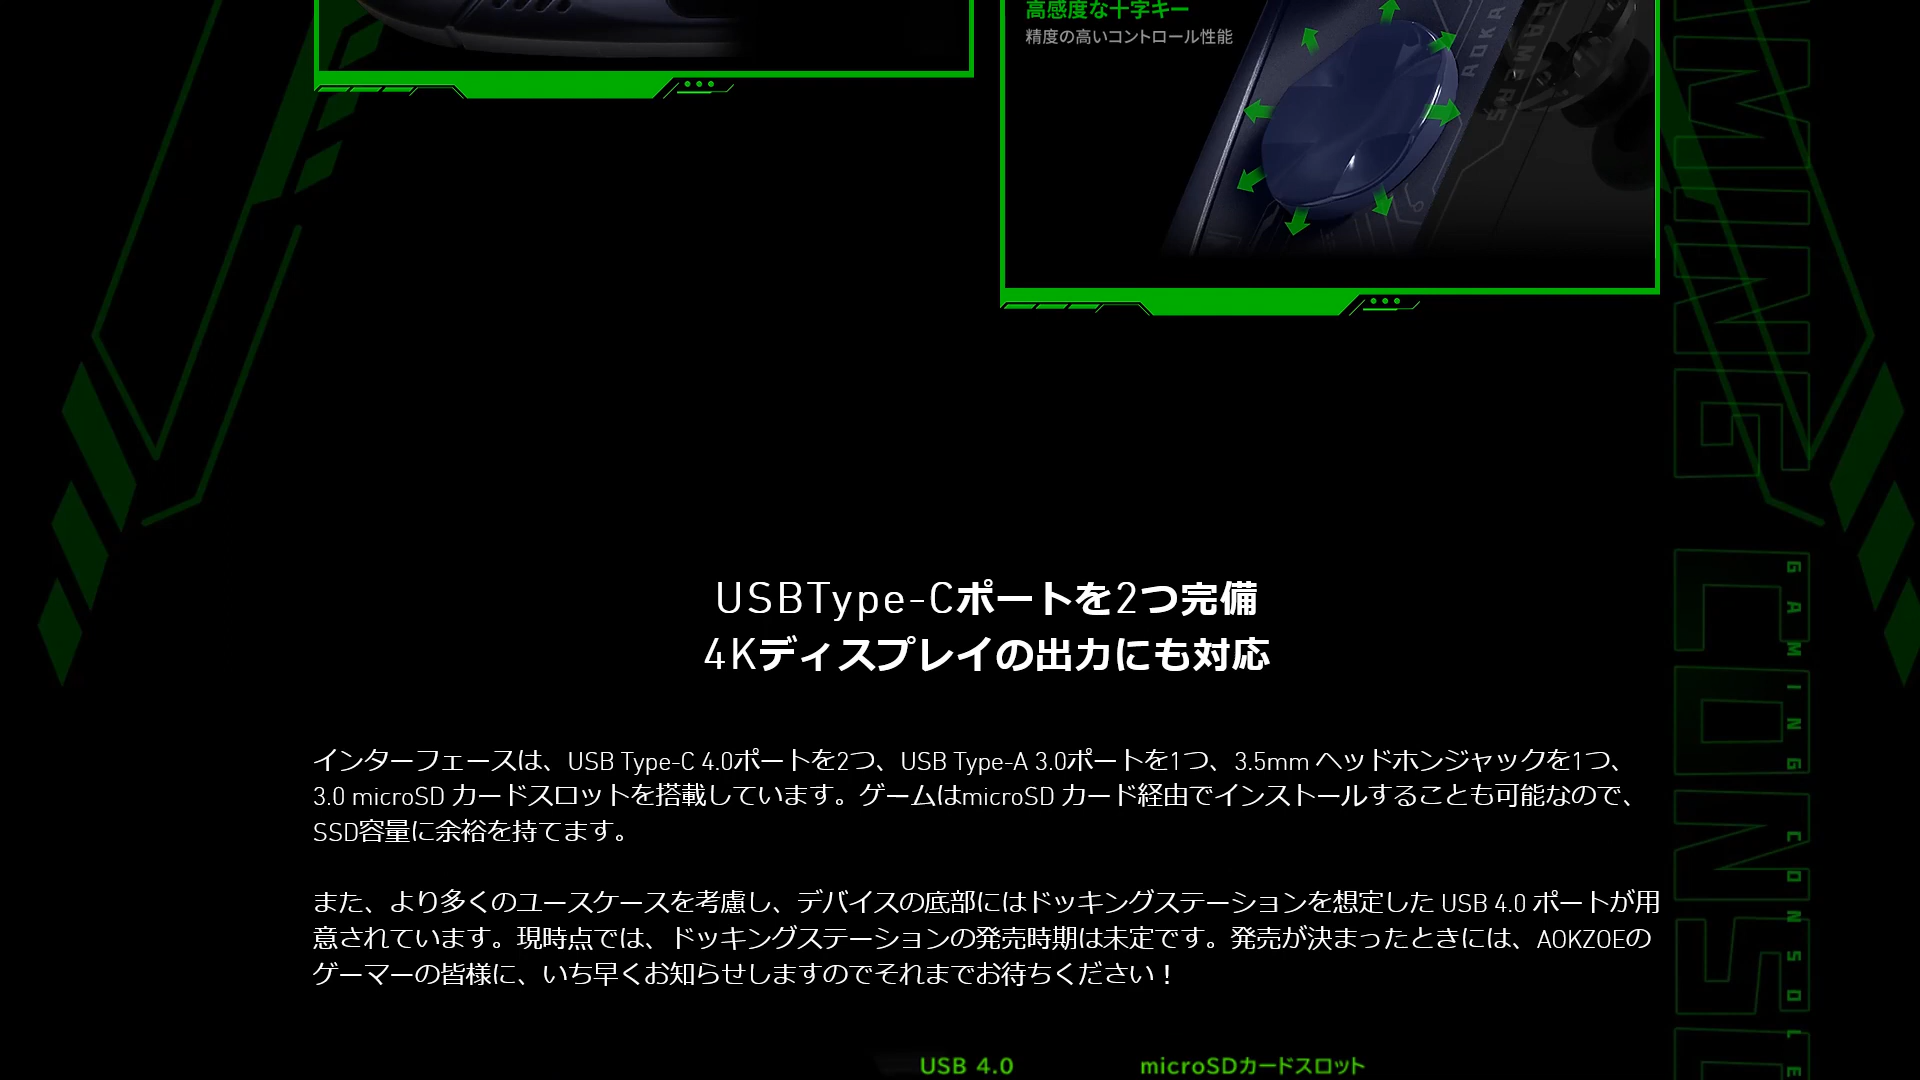 高感度な十字キー
精度の高いコントロール性能
AOKA
GAMERS
USBType-Cポートを2つ完備
4Kディスプレイの出力にも対応
インターフェースは、USB Type-C 4.0ポートを2つ、USB Type-A 3.0ポートを1つ、3.5mm ヘッドホンジャックを1つ、
3.0 microSD カードスロットを搭載しています。ゲームはmicroSD カード経由でインストールすることも可能なので、
SSD容量に余裕を持てます。
また、より多くのユースケースを考慮し、デバイスの底部にはドッキングステーションを想定した USB 4.0 ポートが用
意されています。現時点では、ドッキングステーションの発売時期は未定です。発売が決まったときには、AOKZOEの
ゲーマーの皆様に、いち早くお知らせしますのでそれまでお待ちください！
USB 4.0
microSDカードスロット
AMING CONSO
GAMING CONSOLE